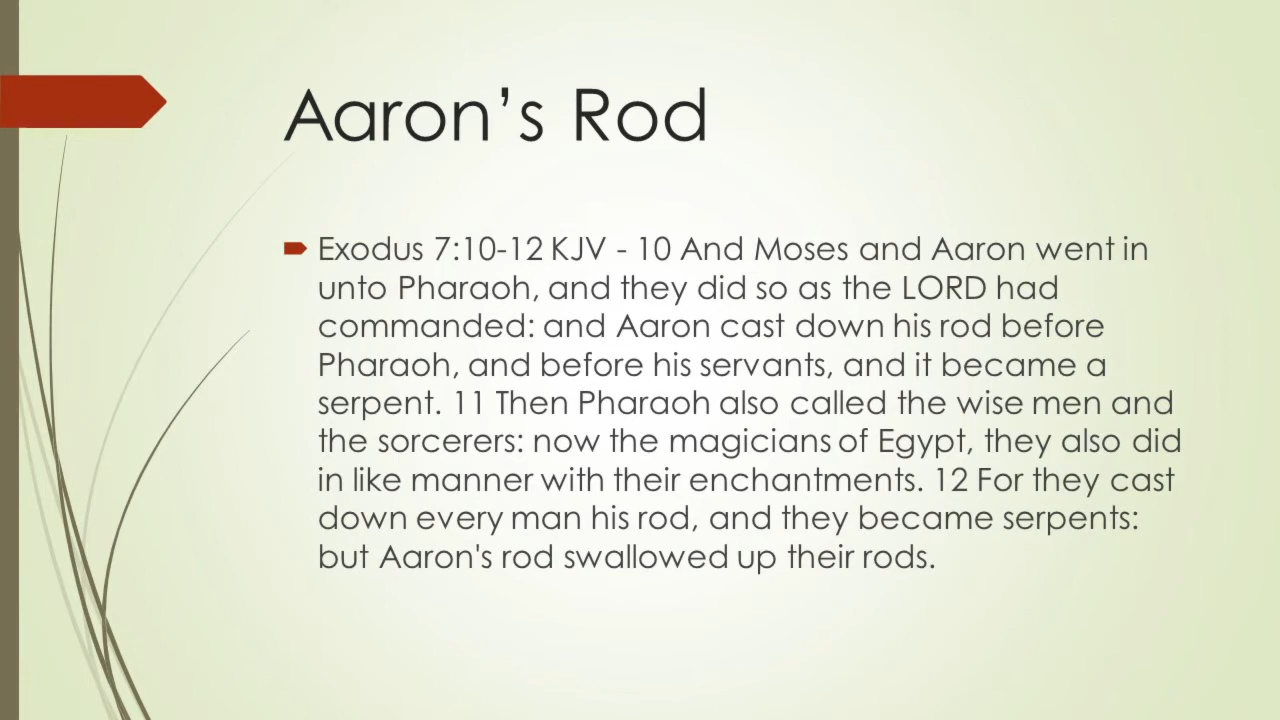 Aaron’s Rod
Exodus 7:10-12 KJV - 10 And Moses and Aaron went in
unto Pharaoh, and they did so as the LORD had
commanded: and Aaron cast down his rod before
Pharaoh, and before his servants, and it became a
serpent. 11 Then Pharaoh also called the wise men and
the sorcerers: now the magicians of Egypt, they also did
in like manner with their enchantments. 12 For they cast
down every man his rod, and they became serpents:
but Aaron's rod swallowed up their rods.